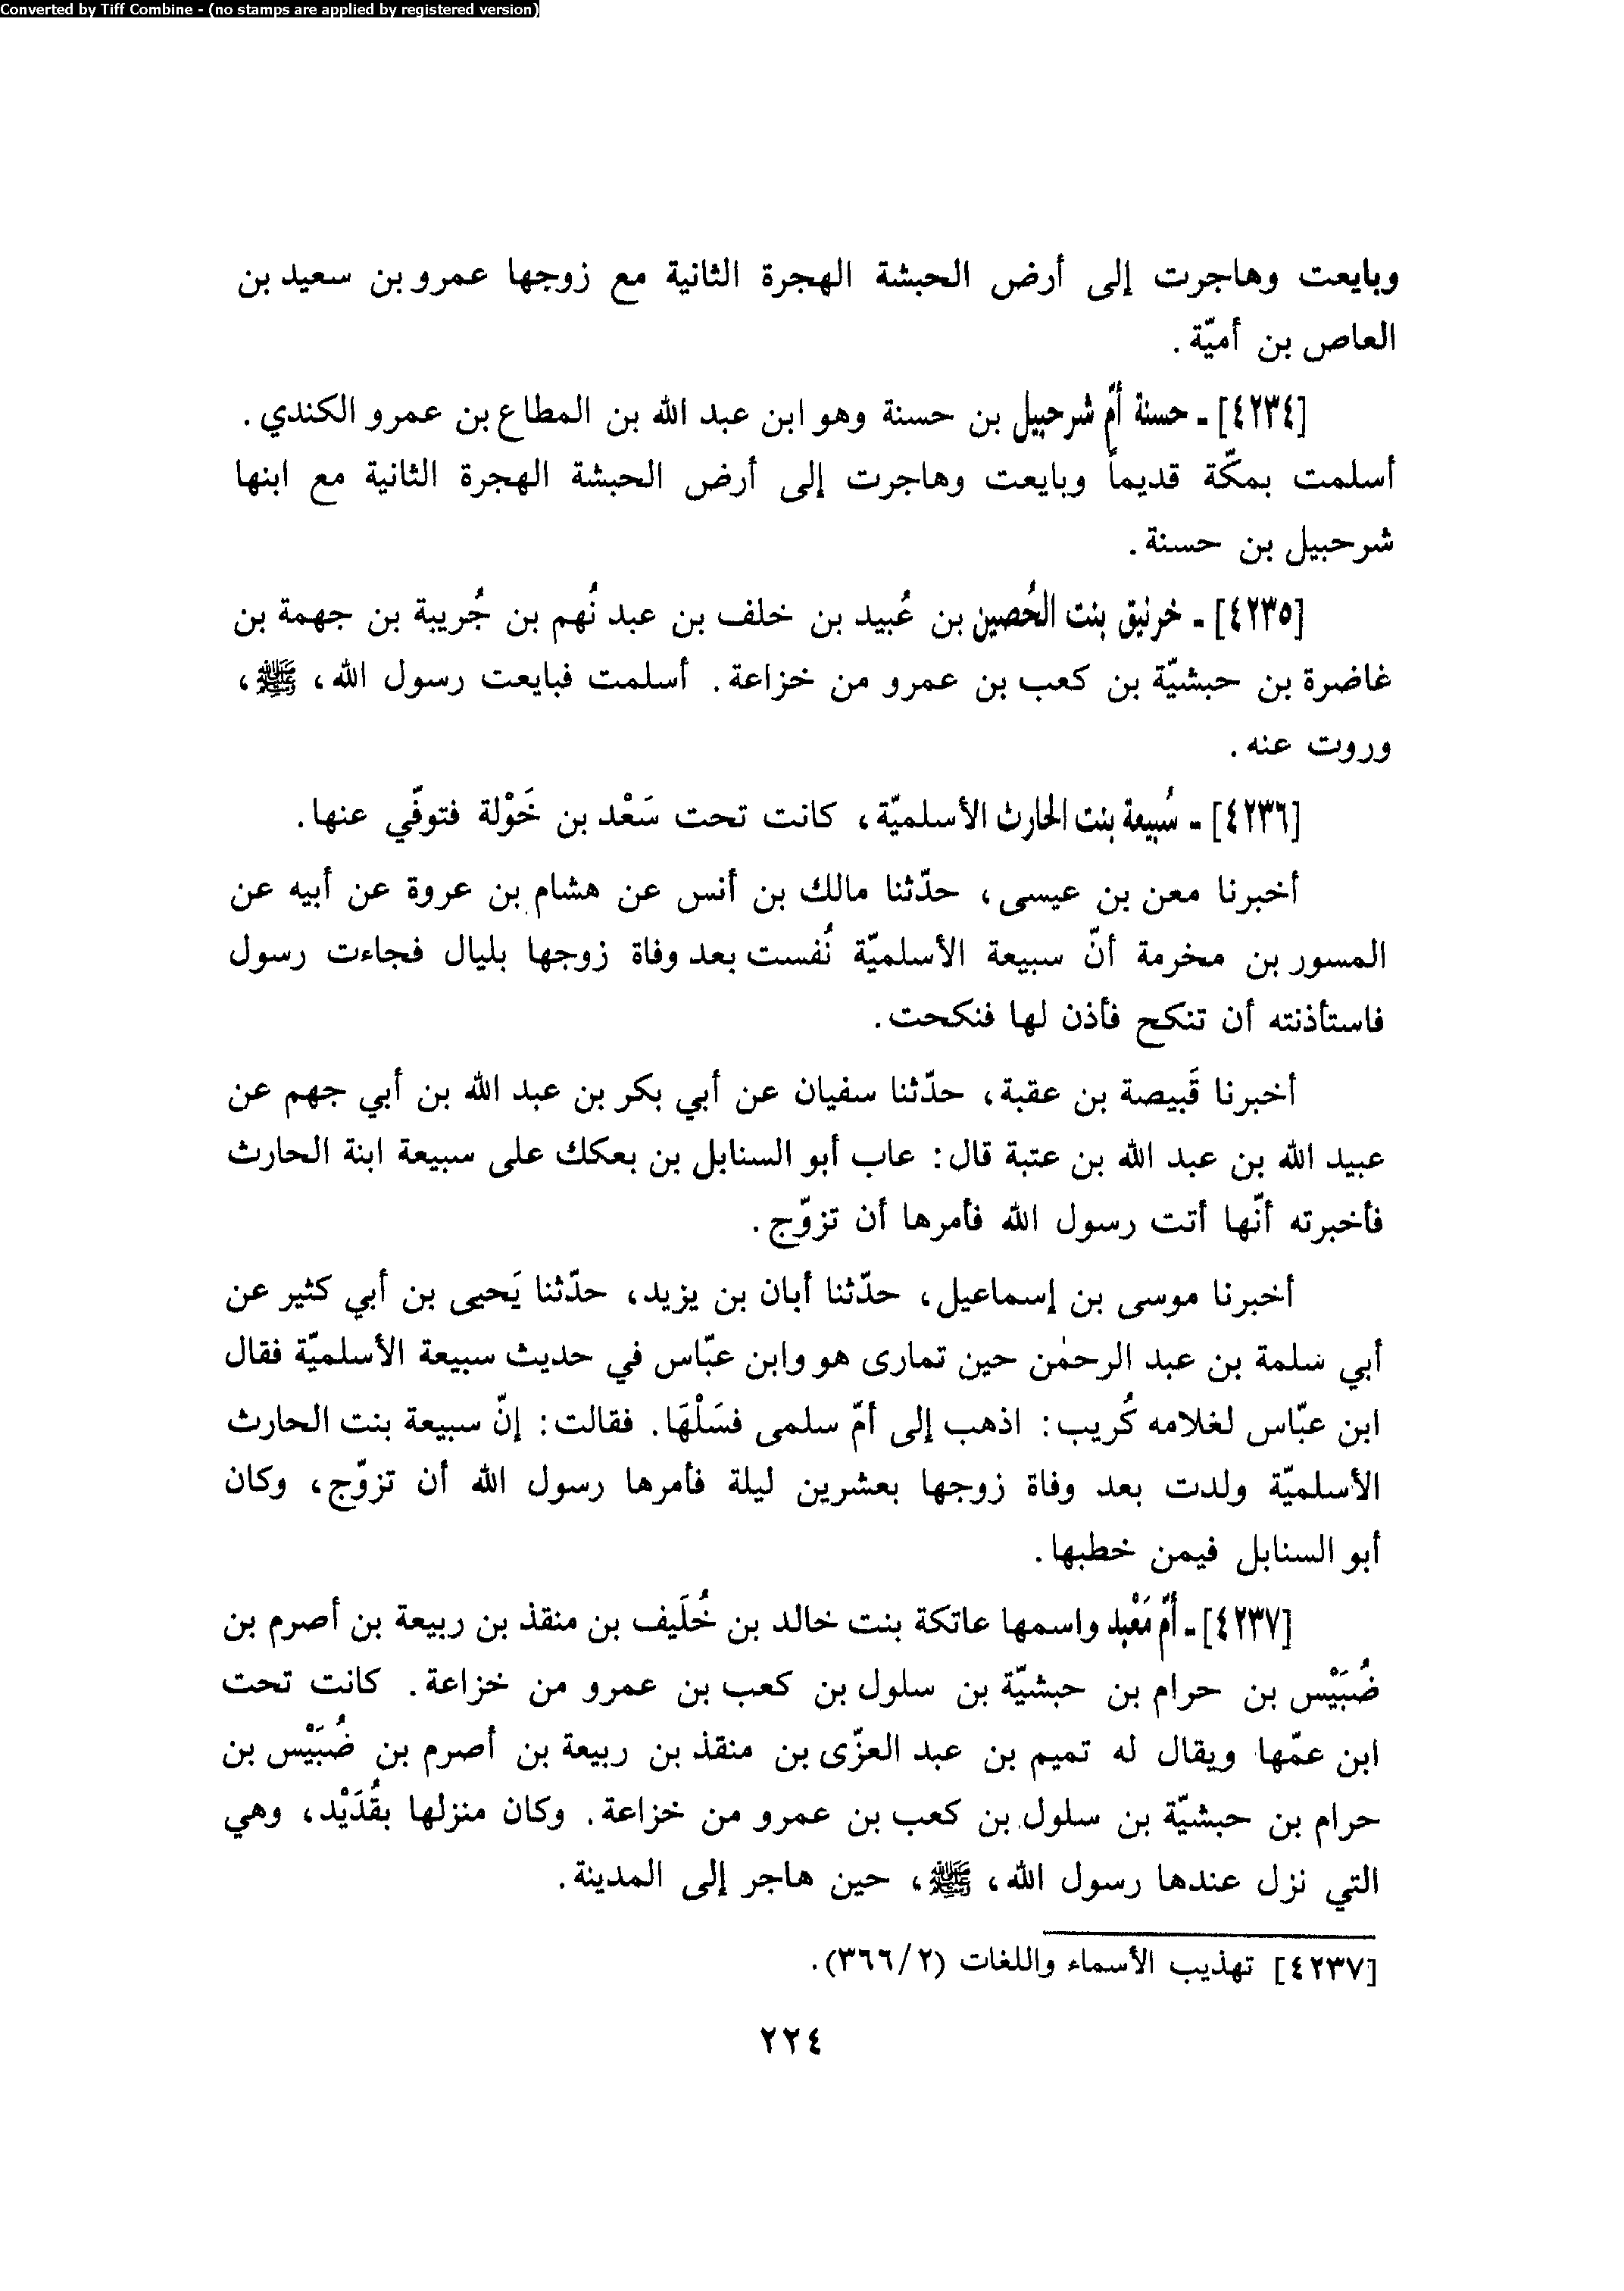 Converted by Tiff Combine - (no stamps are applied by registered version)
وبايعت وهاجرت إلى أرض الحبشة الهجرة الثانية مع زوجها عمرو بن سعيد بن
العاص بن أميّة.
[٤٢٣٤] - حسنة أمّ شرحبيل بن حسنة وهو ابن عبد الله بن المطاع بن عمرو الكندي.
أسلمت بمكّة قديماً وبايعت وهاجرت إلى أرض الحبشة الهجرة الثانية مع ابنها
شرحبيل بن حسنة.
[٤٢٣٥] - خرنيق بنت الحُصين بن عُبيد بن خلف بن عبد نُهم بن جُريبة بن جهمة بن
غاضرة بن حبشيّة بن كعب بن عمرو من خزاعة. أسلمت فبايعت رسول الله، ﷺ،
وروت عنه.
[٤٢٣٦] - سُبيعة بنت الحارث الأسلميّة، كانت تحت سَعْد بن خَوْلة فتوفّي عنها.
أخبرنا معن بن عيسى، حدّثنا مالك بن أنس عن هشام بن عروة عن أبيه عن
المسور بن مخرمة أنّ سبيعة الأسلميّة نُفست بعد وفاة زوجها بليال فجاءت رسول
فاستأذنته أن تنكح فأذن لها فنكحت.
أخبرنا قَبيصة بن عقبة، حدّثنا سفيان عن أبي بكر بن عبد الله بن أبي جهم عن
عبيد الله بن عبد الله بن عتبة قال: عاب أبو السنابل بن بعكك على سبيعة ابنة الحارث
فأخبرته أنّها أتت رسول الله فأمرها أن تزوّج.
أخبرنا موسى بن إسماعيل، حدّثنا أبان بن يزيد، حدّثنا يَحيى بن أبي كثير عن
أبي سلمة بن عبد الرحمٰن حين تمارى هو وابن عبّاس في حديث سبيعة الأسلميّة فقال
ابن عبّاس لغلامه كُريب: اذهب إلى أمّ سلمى فسَلْهَا. فقالت: إنّ سبيعة بنت الحارث
الأسلميّة ولدت بعد وفاة زوجها بعشرين ليلة فأمرها رسول الله أن تزوّج، وكان
أبو السنابل فيمن خطبها.
[٤٢٣٧] - أمّ مَعْبد واسمها عاتكة بنت خالد بن خُلَيف بن منقذ بن ربيعة بن أصرم بن
ضُبَيْس بن حرام بن حبشيّة بن سلول بن كعب بن عمرو من خزاعة. كانت تحت
ابن عمّها ويقال له تميم بن عبد العزّى بن منقذ بن ربيعة بن أصرم بن ضُبَيْس بن
حرام بن حبشيّة بن سلول بن كعب بن عمرو من خزاعة. وكان منزلها بقُدَيْد، وهي
التي نزل عندها رسول الله، ﷺ، حين هاجر إلى المدينة.
[٤٢٣٧] تهذيب الأسماء واللغات (٢/ ٣٦٦).
٢٢٤